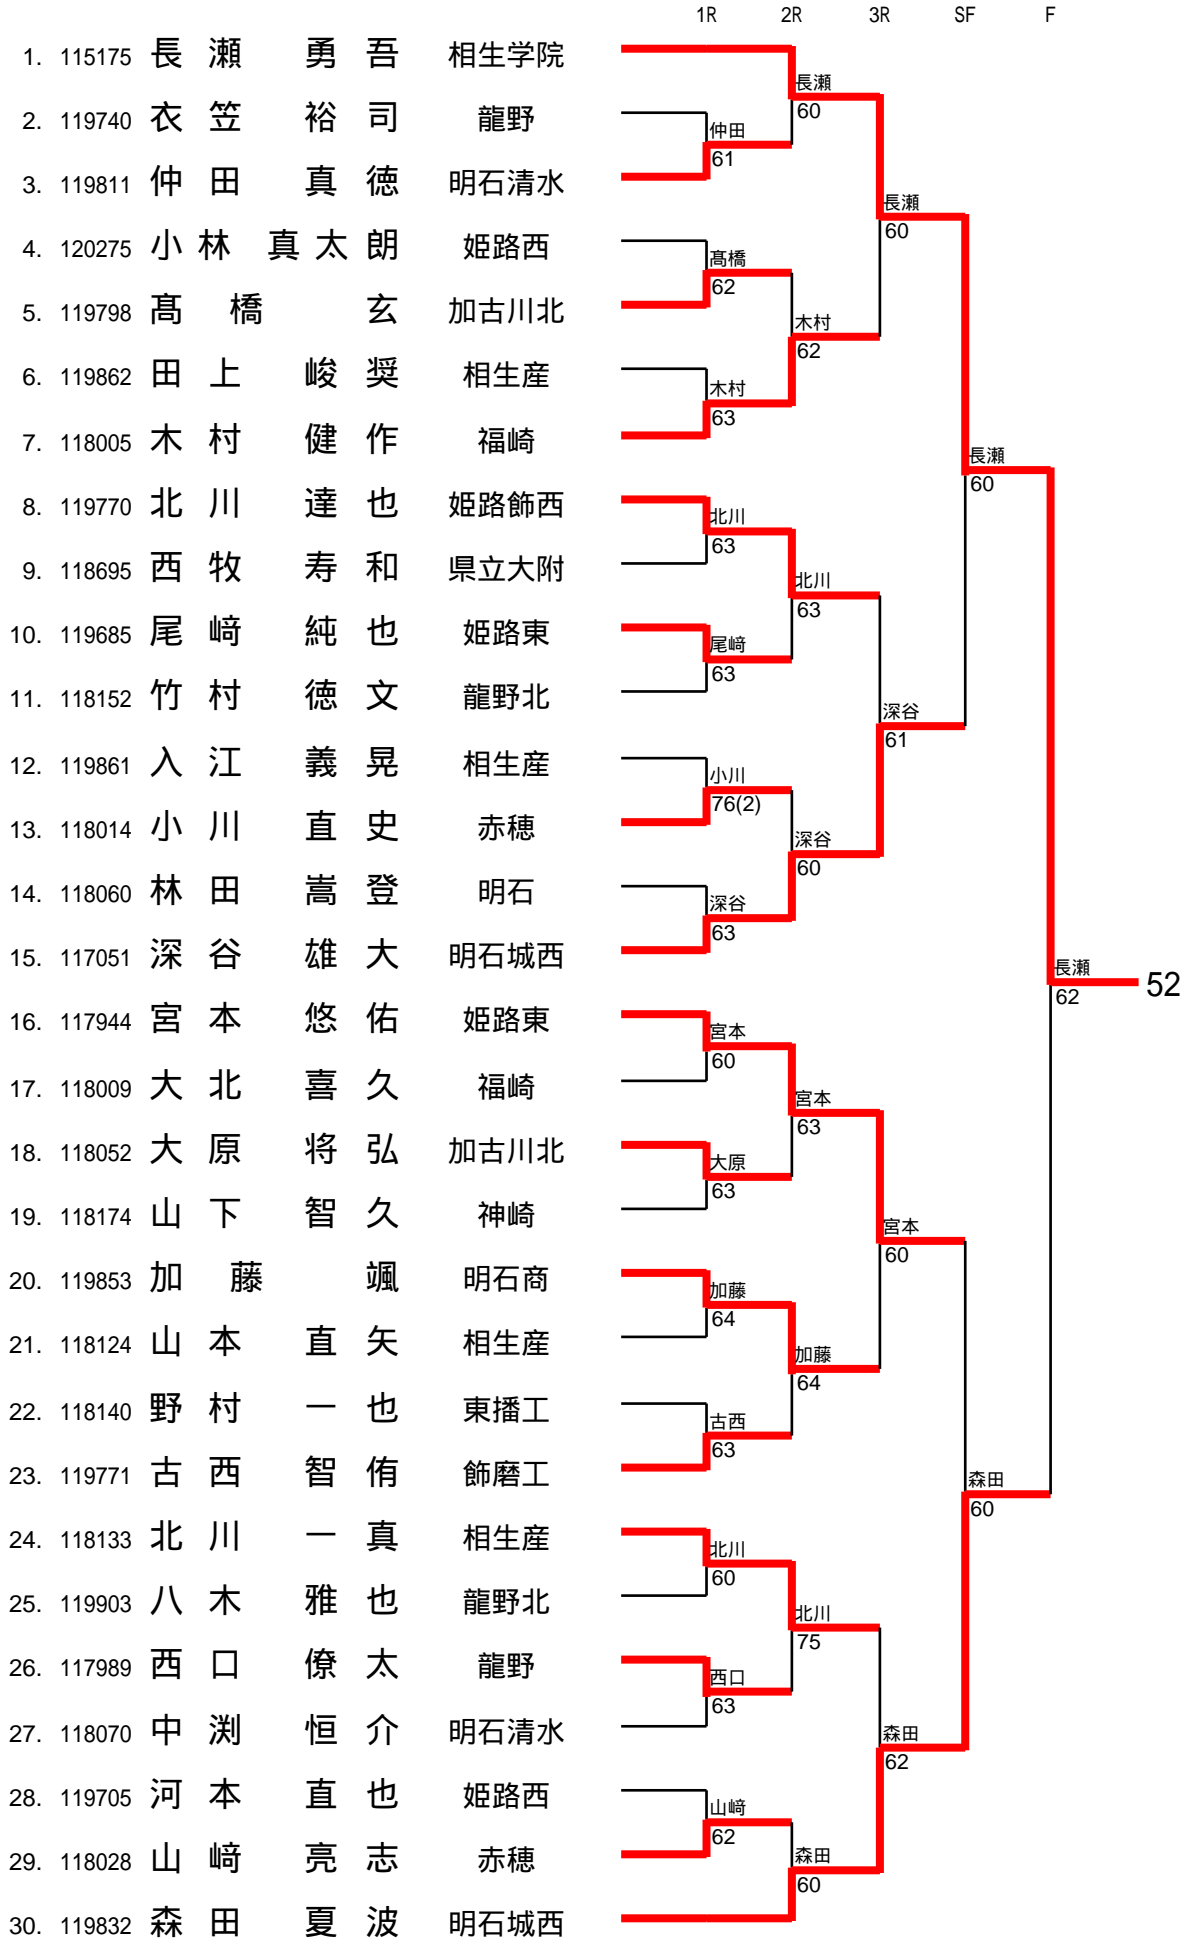 1R 2R 3R SF F
1. 115175 長瀬 勇吾 相生学院
長瀬
60
2. 119740 衣笠 裕司 龍野
仲田
61
3. 119811 仲田 真徳 明石清水
長瀬
60
4. 120275 小林 真太朗 姫路西
髙橋
62
5. 119798 髙橋 玄 加古川北
木村
62
6. 119862 田上 峻奨 相生産
木村
63
7. 118005 木村 健作 福崎
長瀬
60
8. 119770 北川 達也 姫路飾西
北川
63
9. 118695 西牧 寿和 県立大附
北川
63
10. 119685 尾﨑 純也 姫路東
尾﨑
63
11. 118152 竹村 徳文 龍野北
深谷
61
12. 119861 入江 義晃 相生産
小川
76(2)
13. 118014 小川 直史 赤穂
深谷
60
14. 118060 林田 嵩登 明石
深谷
63
15. 117051 深谷 雄大 明石城西
長瀬
62
52
16. 117944 宮本 悠佑 姫路東
宮本
60
17. 118009 大北 喜久 福崎
宮本
63
18. 118052 大原 将弘 加古川北
大原
63
19. 118174 山下 智久 神崎
宮本
60
20. 119853 加藤 颯 明石商
加藤
64
21. 118124 山本 直矢 相生産
加藤
64
22. 118140 野村 一也 東播工
古西
63
23. 119771 古西 智侑 飾磨工
森田
60
24. 118133 北川 一真 相生産
北川
60
25. 119903 八木 雅也 龍野北
北川
75
26. 117989 西口 僚太 龍野
西口
63
27. 118070 中渕 恒介 明石清水
森田
62
28. 119705 河本 直也 姫路西
山﨑
62
29. 118028 山﨑 亮志 赤穂
森田
60
30. 119832 森田 夏波 明石城西